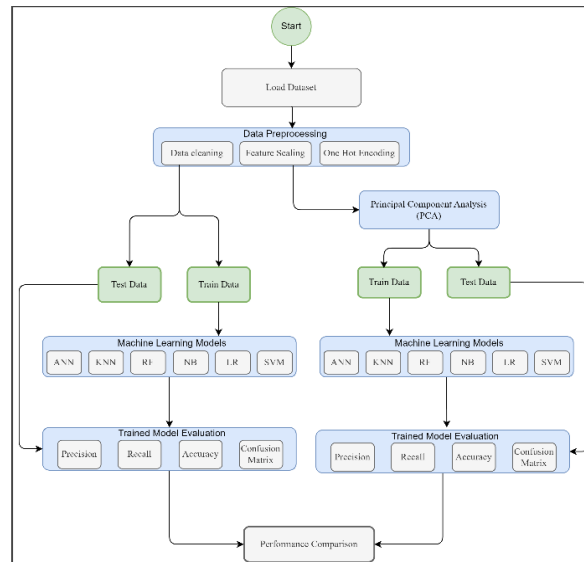 Start
Load Dataset
Data Preprocessing
Data cleaning
Feature Scaling
One Hot Encoding
Principal Component Analysis
(PCA)
Test Data
Train Data
Train Data
Test Data
Machine Learning Models
ANN
KNN
RF
NB
LR
SVM
Machine Learning Models
ANN
KNN
RF
NB
LR
SVM
Trained Model Evaluation
Precision
Recall
Accuracy
Confusion
Matrix
Trained Model Evaluation
Precision
Recall
Accuracy
Confusion
Matrix
Performance Comparison